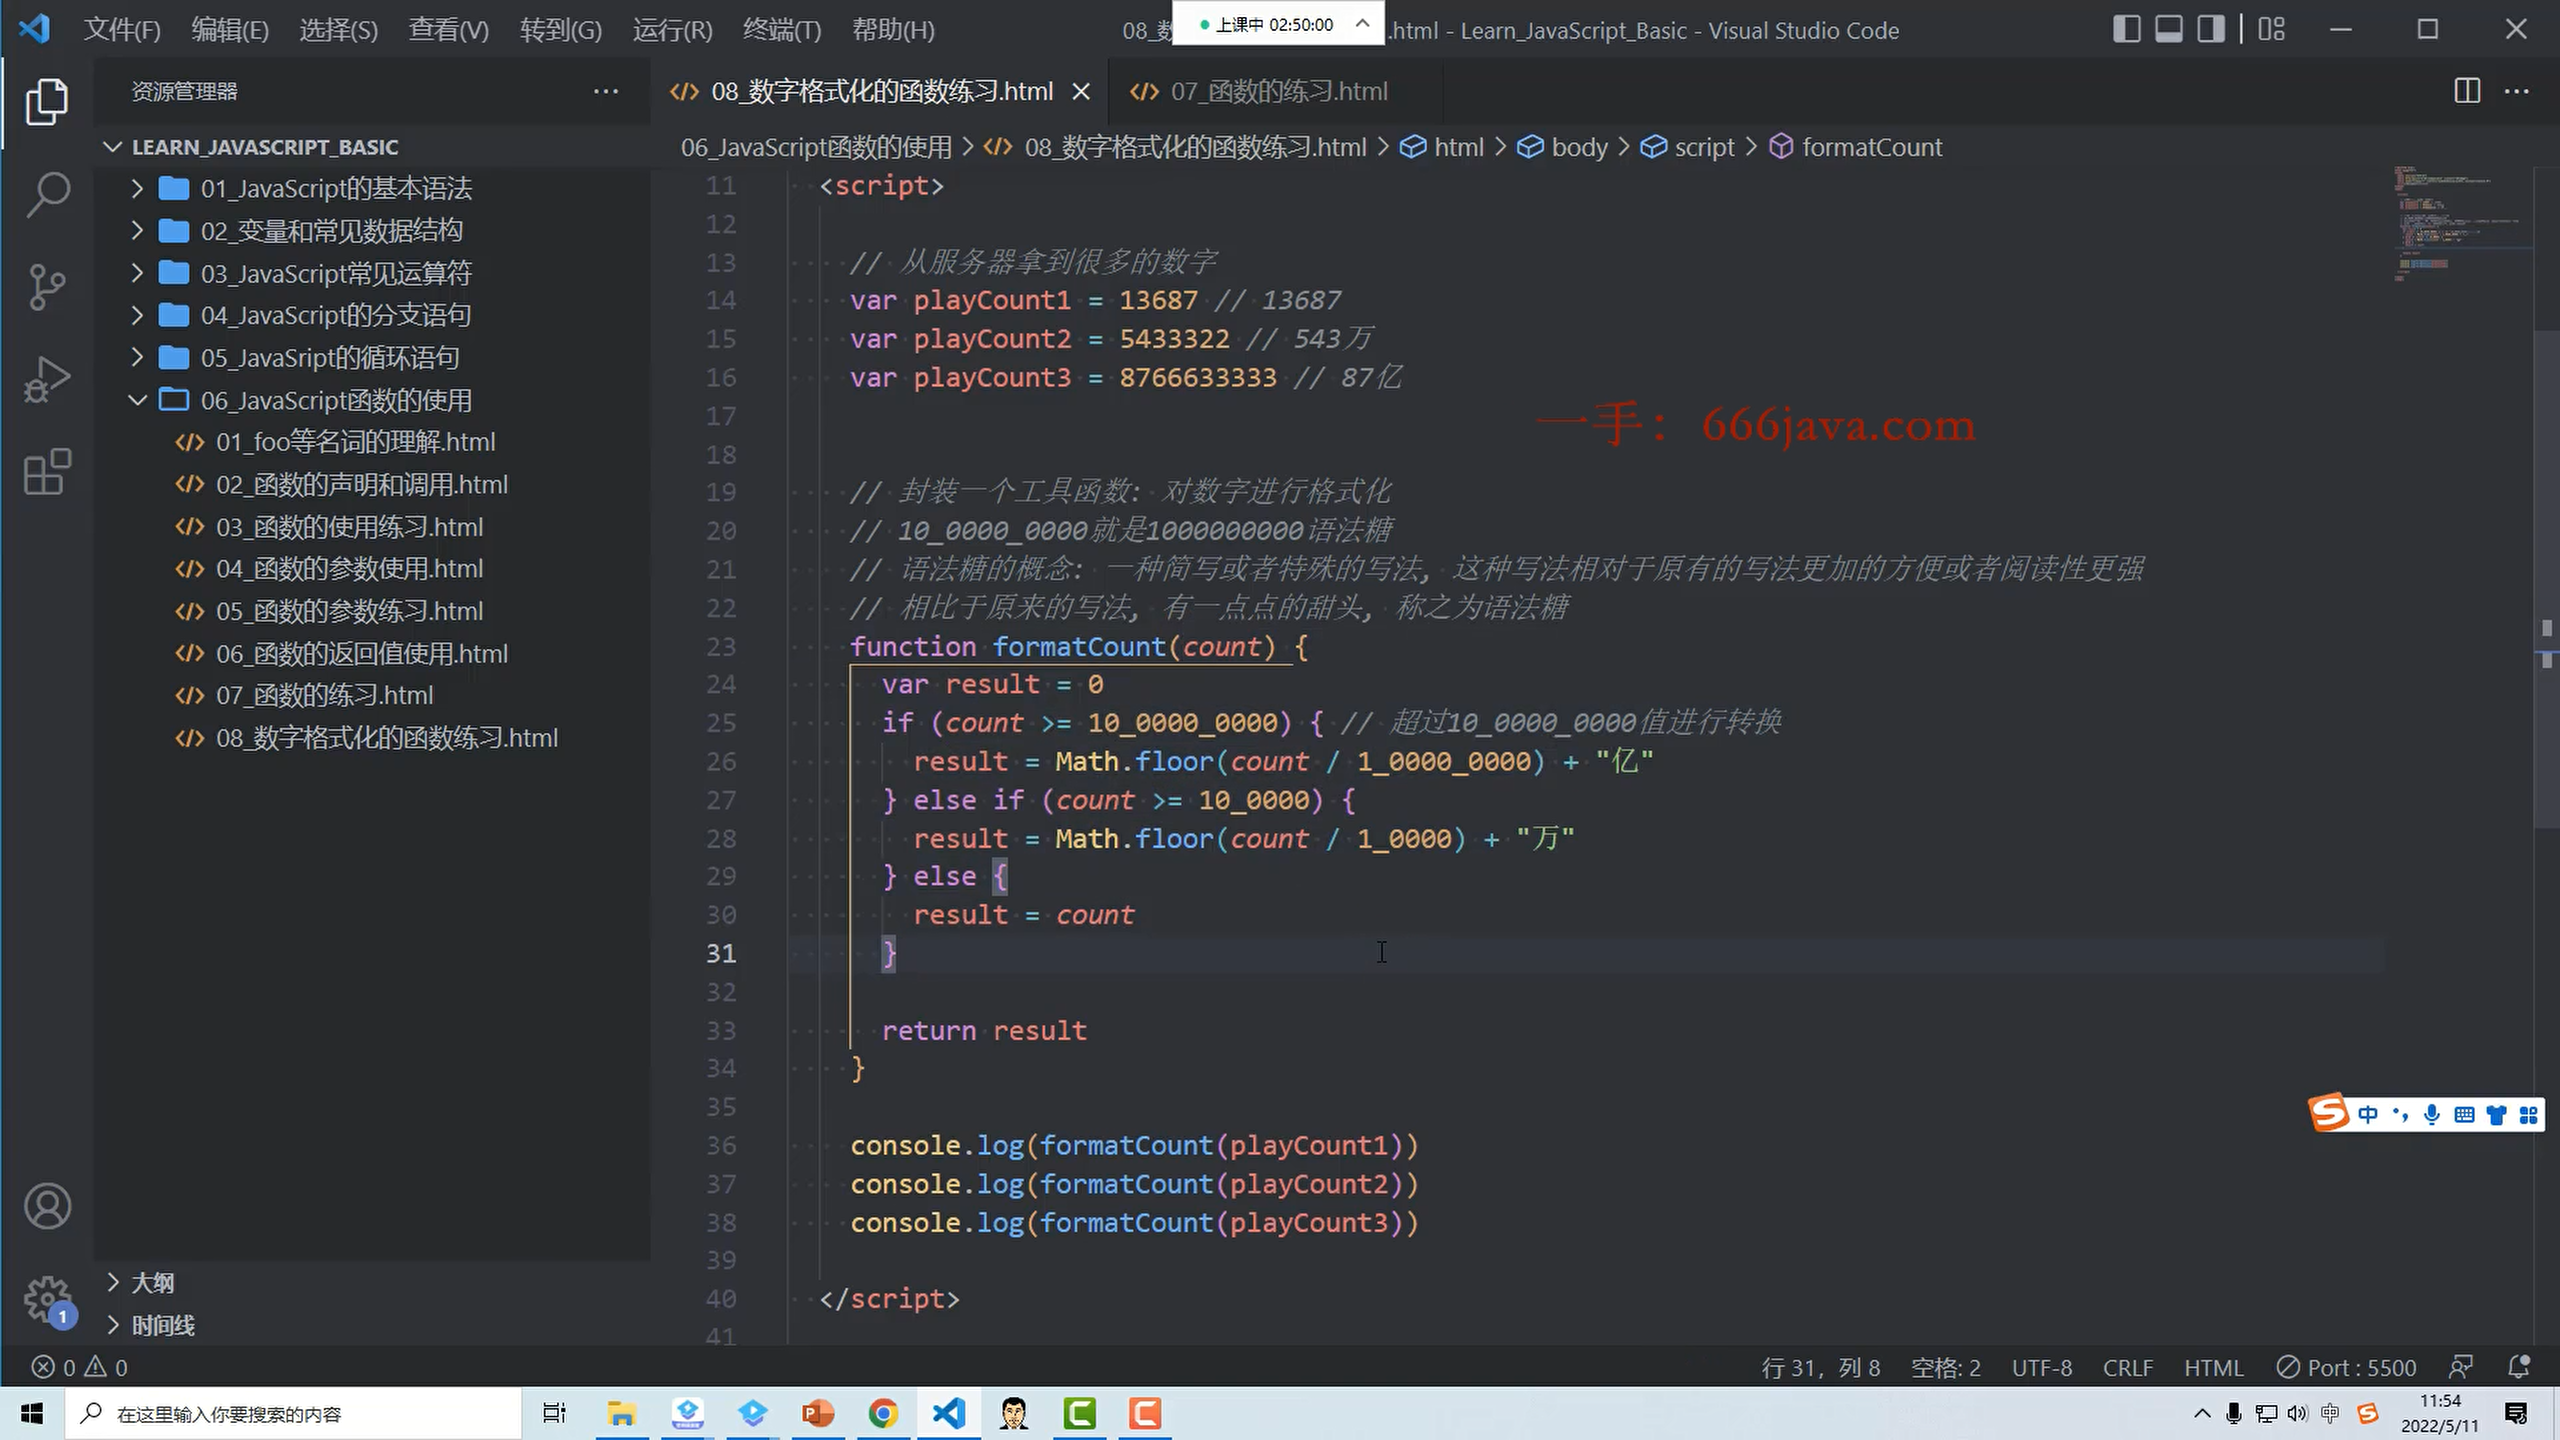 文件(F) 编辑(E) 选择(S) 查看(V) 转到(G) 运行(R) 终端(T) 帮助(H)
上课中 02:50:00
.html - Learn_JavaScript_Basic - Visual Studio Code
资源管理器
08_数字格式化的函数练习.html
07_函数的练习.html
06_JavaScript函数的使用 > 08_数字格式化的函数练习.html > html > body > script > formatCount
LEARN_JAVASCRIPT_BASIC
01_JavaScript的基本语法
02_变量和常见数据结构
03_JavaScript常见运算符
04_JavaScript的分支语句
05_JavaSript的循环语句
06_JavaScript函数的使用
01_foo等名词的理解.html
02_函数的声明和调用.html
03_函数的使用练习.html
04_函数的参数使用.html
05_函数的参数练习.html
06_函数的返回值使用.html
07_函数的练习.html
08_数字格式化的函数练习.html
大纲
时间线
11 <script>
12
13 // 从服务器拿到很多的数字
14 var playCount1 = 13687 // 13687
15 var playCount2 = 5433322 // 543万
16 var playCount3 = 8766633333 // 87亿
17
一手：666java.com
18
19 // 封装一个工具函数: 对数字进行格式化
20 // 10_0000_0000就是1000000000语法糖
21 // 语法糖的概念: 一种简写或者特殊的写法, 这种写法相对于原有的写法更加的方便或者阅读性更强
22 // 相比于原来的写法, 有一点点的甜头, 称之为语法糖
23 function formatCount(count) {
24 var result = 0
25 if (count >= 10_0000_0000) { // 超过10_0000_0000值进行转换
26 result = Math.floor(count / 1_0000_0000) + "亿"
27 } else if (count >= 10_0000) {
28 result = Math.floor(count / 1_0000) + "万"
29 } else {
30 result = count
31 }
32
33 return result
34 }
35
36 console.log(formatCount(playCount1))
37 console.log(formatCount(playCount2))
38 console.log(formatCount(playCount3))
39
40 </script>
41
中
1
0 0
行 31，列 8 空格: 2 UTF-8 CRLF HTML Port : 5500
在这里输入你要搜索的内容
中
11:54
2022/5/11